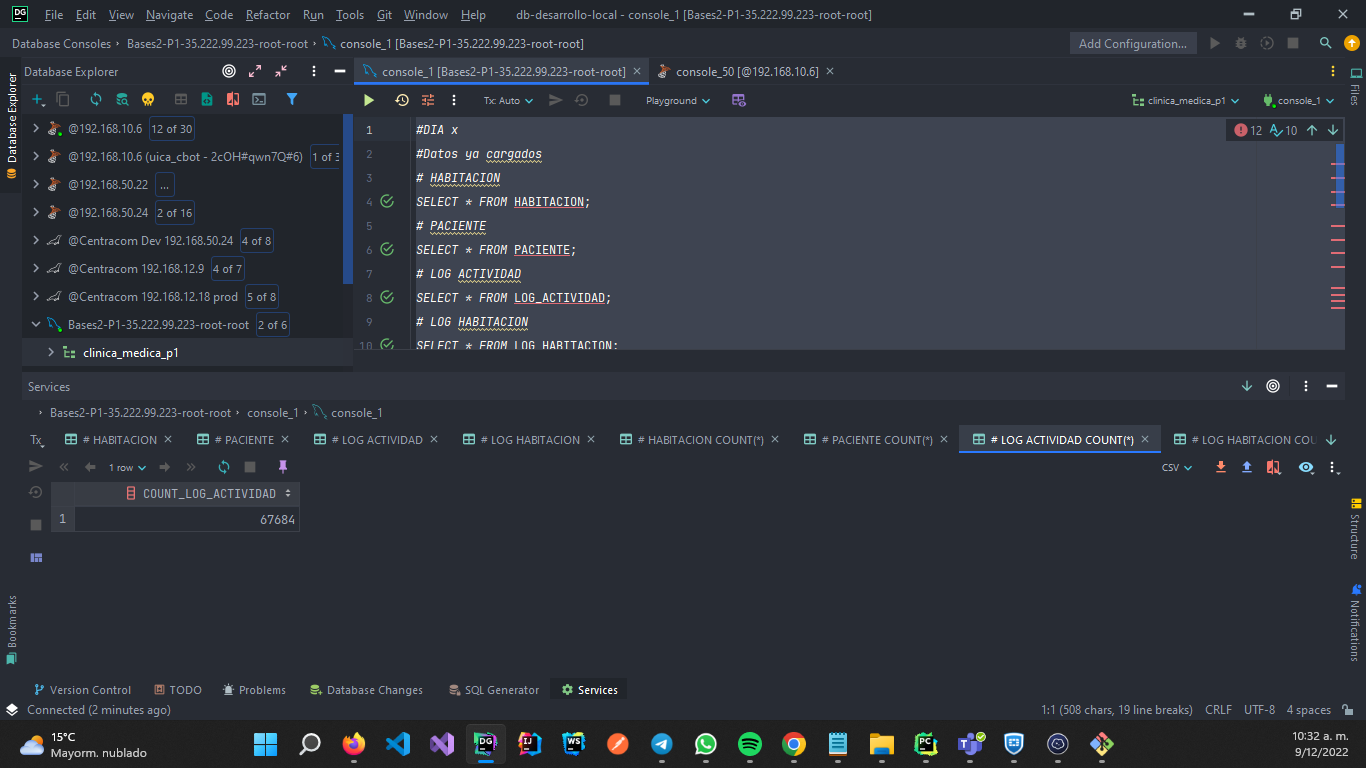 DG File Edit View Navigate Code Refactor Run Tools Git Window Help db-desarrollo-local - console_1 [Bases2-P1-35.222.99.223-root-root]
Database Consoles Bases2-P1-35.222.99.223-root-root console_1 [Bases2-P1-35.222.99.223-root-root] Add Configuration...
Database Explorer
Database Explorer
console_1 [Bases2-P1-35.222.99.223-root-root] console_50 [@192.168.10.6]
Files
Tx: Auto Playground clinica_medica_p1 console_1
@192.168.10.6 12 of 30
@192.168.10.6 (uica_cbot - 2cOH#qwn7Q#6) 1 of 3
@192.168.50.22 ...
@192.168.50.24 2 of 16
@Centracom Dev 192.168.50.24 4 of 8
@Centracom 192.168.12.9 4 of 7
@Centracom 192.168.12.18 prod 5 of 8
Bases2-P1-35.222.99.223-root-root 2 of 6
clinica_medica_p1
12 10
1 #DIA x
2 #Datos ya cargados
3 # HABITACION
4 SELECT * FROM HABITACION;
5 # PACIENTE
6 SELECT * FROM PACIENTE;
7 # LOG ACTIVIDAD
8 SELECT * FROM LOG_ACTIVIDAD;
9 # LOG HABITACION
10 SELECT * FROM LOG_HABITACION;
Services
Bases2-P1-35.222.99.223-root-root console_1 console_1
Tx # HABITACION # PACIENTE # LOG ACTIVIDAD # LOG HABITACION # HABITACION COUNT(*) # PACIENTE COUNT(*) # LOG ACTIVIDAD COUNT(*) # LOG HABITACION COU
1 row CSV
COUNT_LOG_ACTIVIDAD
1 67684
Structure
Notifications
Bookmarks
Version Control TODO Problems Database Changes SQL Generator Services
Connected (2 minutes ago) 1:1 (508 chars, 19 line breaks) CRLF UTF-8 4 spaces
15°C
Mayorm. nublado
DG IJ WS PC
10:32 a. m.
9/12/2022